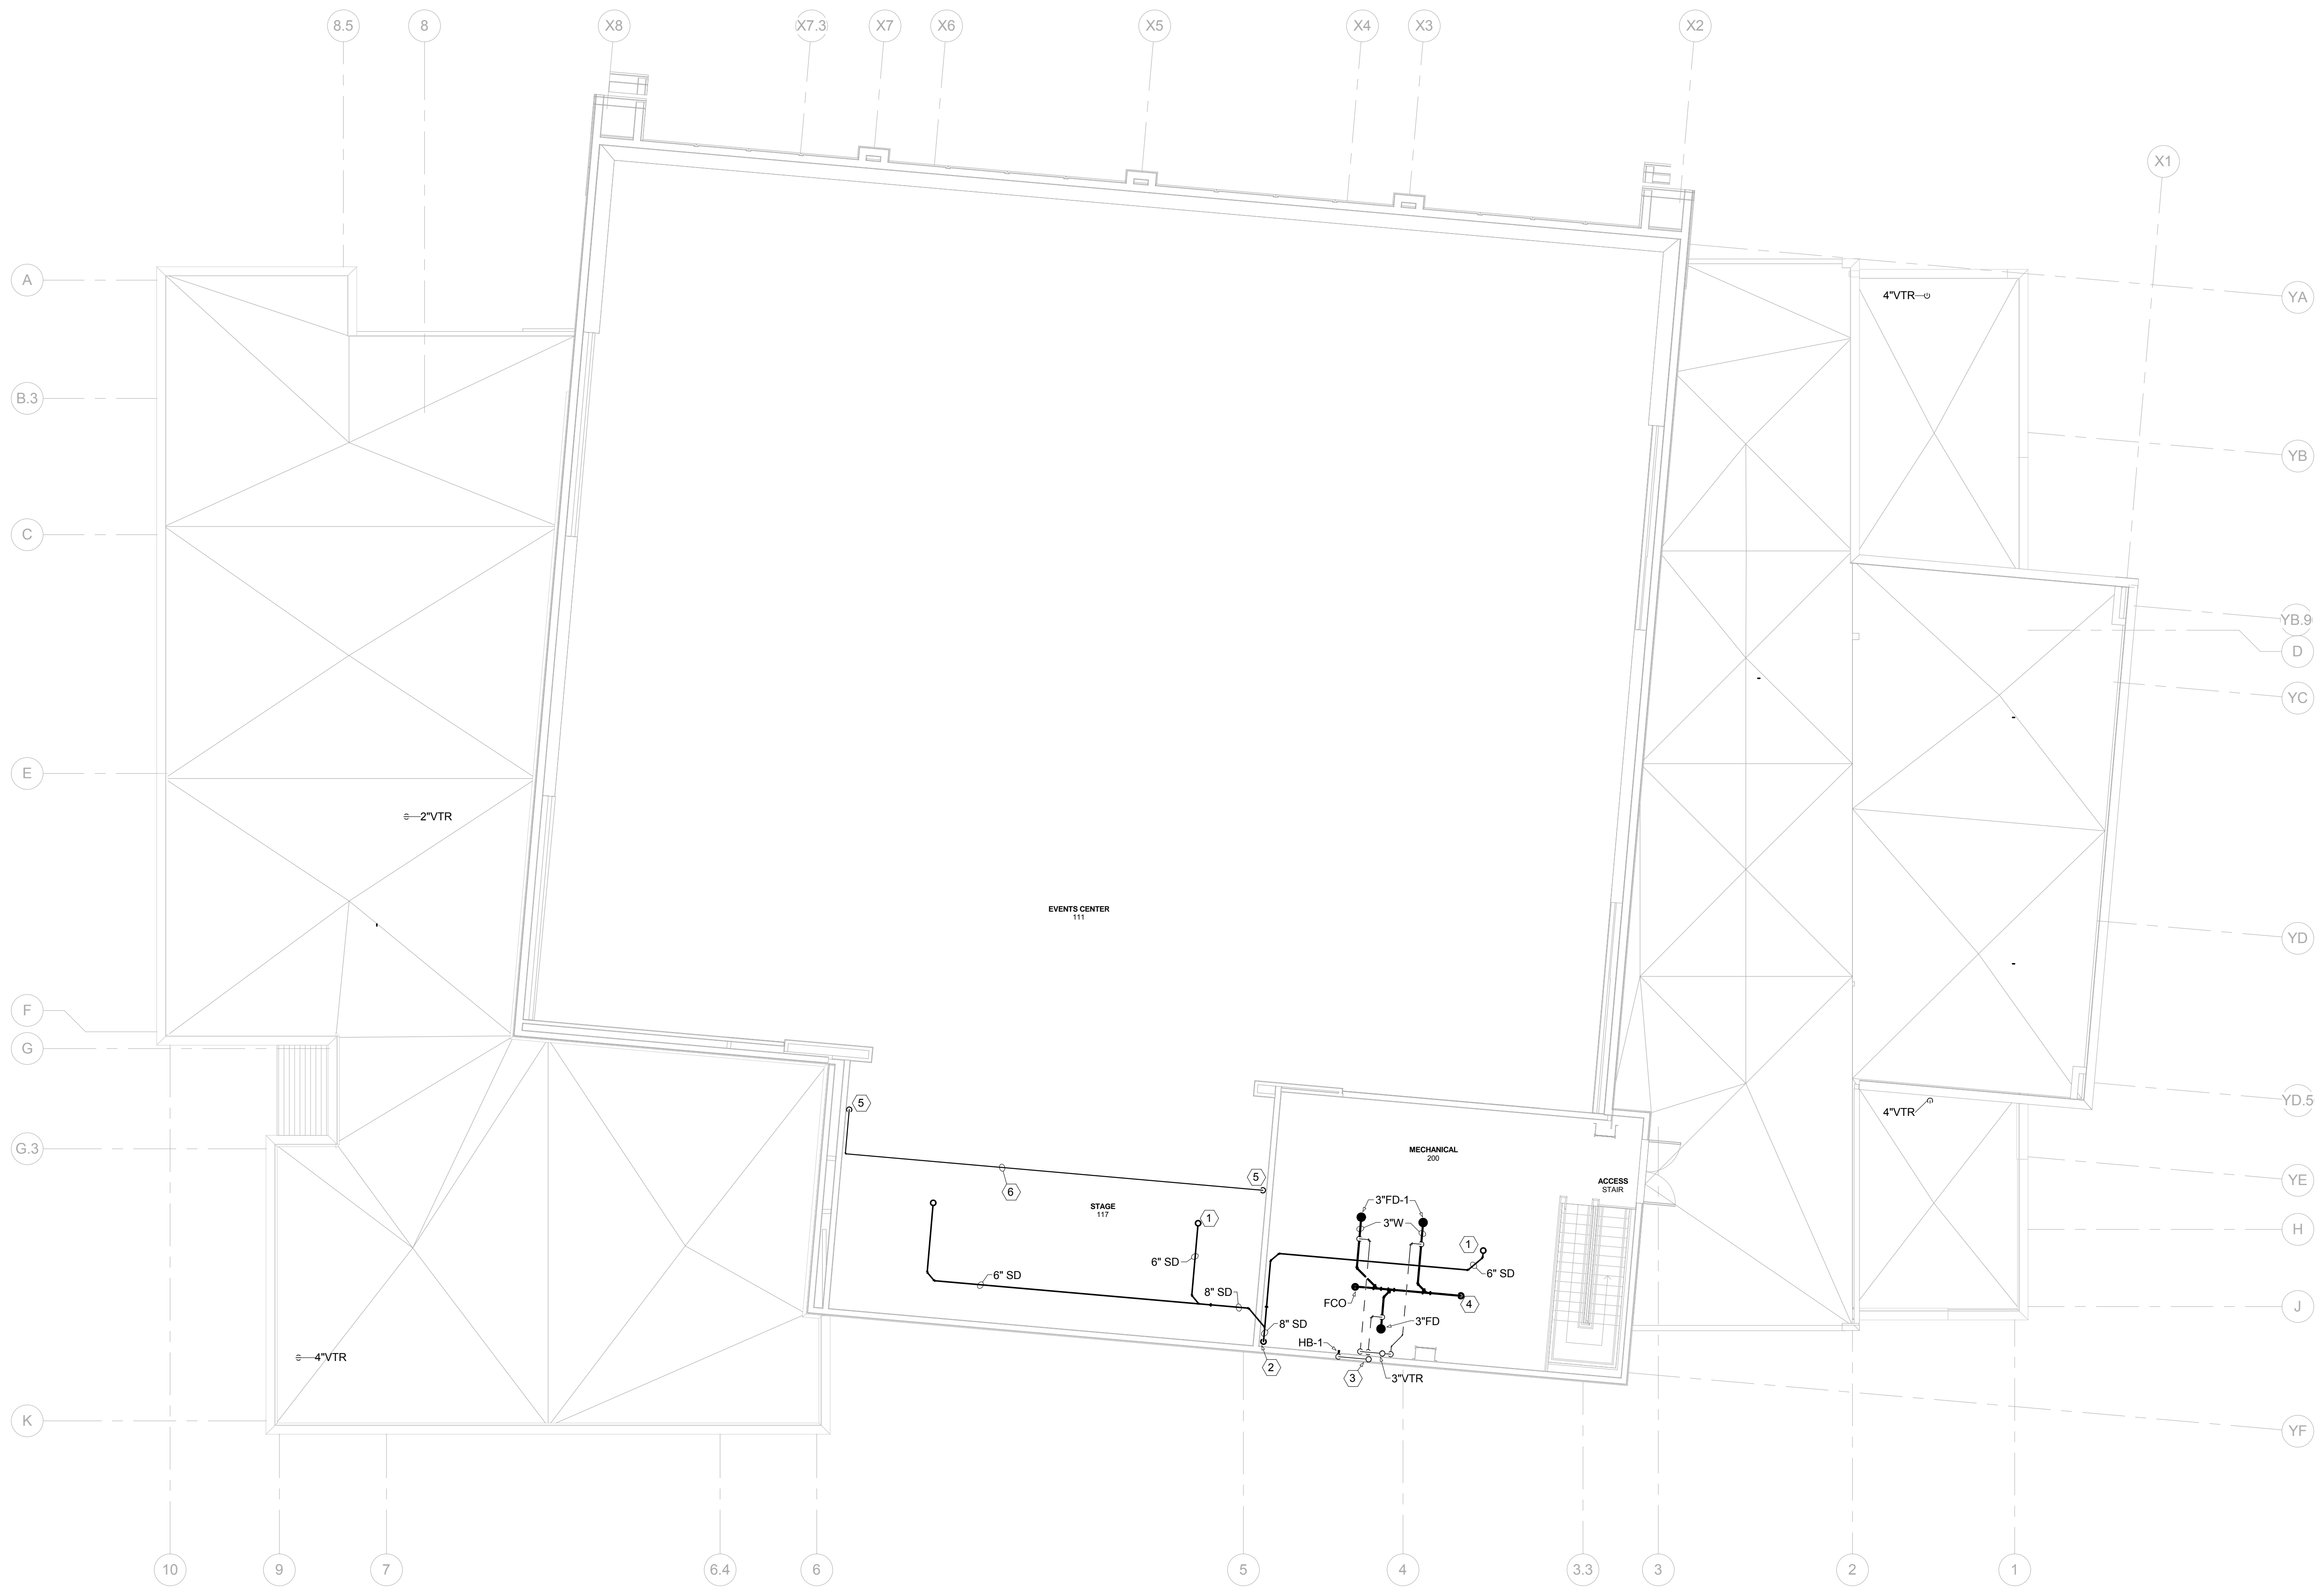 8.5
8
X8
X7.3
X7
X6
X5
X4
X3
X2
X1
A
4"VTR
YA
B.3
YB
C
YB.9
D
YC
E
2"VTR
EVENTS CENTER
111
YD
F
G
5
4"VTR
YD.5
G.3
MECHANICAL
200
5
6
ACCESS
STAIR
YE
STAGE
117
3"FD-1
1
3"W
H
1
6" SD
6" SD
6" SD
8" SD
FCO
4
J
8" SD
3"FD
HB-1
4"VTR
2
3
3"VTR
K
YF
10
9
7
6.4
6
5
4
3.3
3
2
1